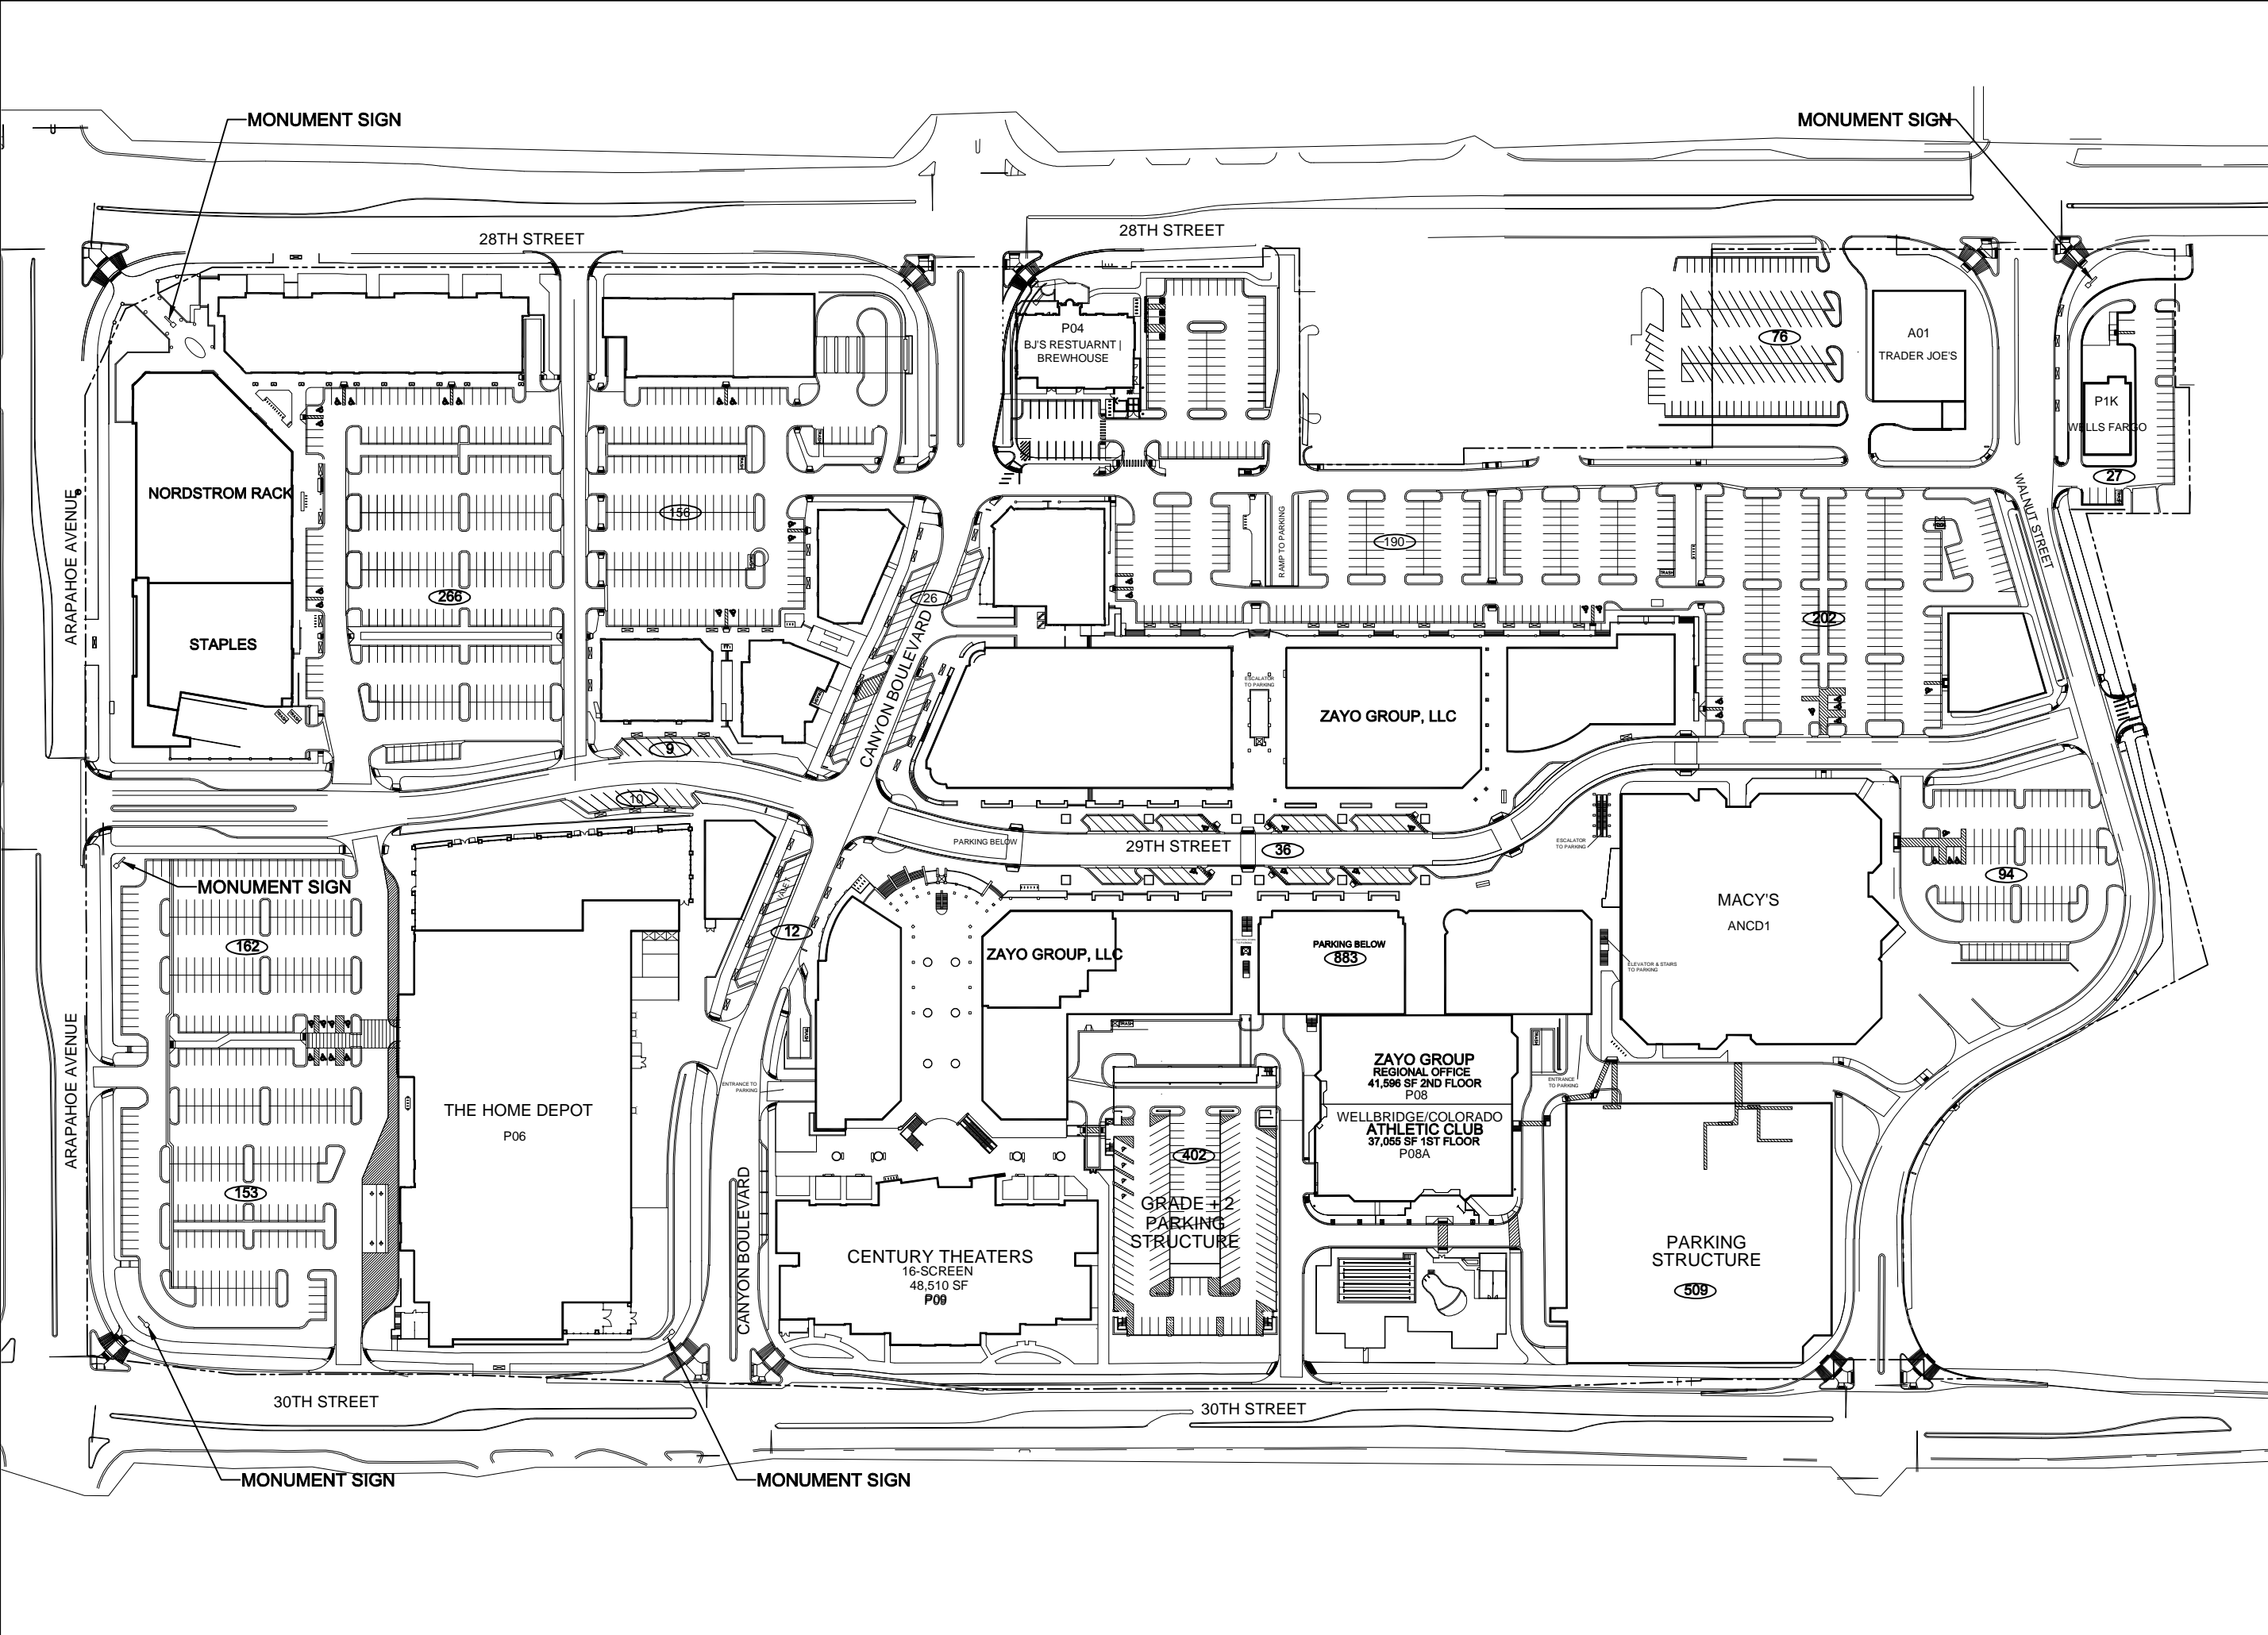 MONUMENT SIGN
MONUMENT SIGN
28TH STREET
28TH STREET
P04
BJ'S RESTUARNT |
BREWHOUSE
76
A01
TRADER JOE'S
P1K
WELLS FARGO
27
NORDSTROM RACK
ARAPAHOE AVENUE
156
190
RAMP TO PARKING
WALNUT STREET
266
26
202
STAPLES
CANYON BOULEVARD
ESCALATOR
TO PARKING
ZAYO GROUP, LLC
9
10
PARKING BELOW
29TH STREET
36
ESCALATOR
TO PARKING
MONUMENT SIGN
94
MACY'S
ANCD1
162
12
ZAYO GROUP, LLC
PARKING BELOW
883
ELEVATOR & STAIRS
TO PARKING
TRASH
ARAPAHOE AVENUE
THE HOME DEPOT
P06
ENTRANCE TO
PARKING
ZAYO GROUP
REGIONAL OFFICE
41,596 SF 2ND FLOOR
P08
WELLBRIDGE/COLORADO
ATHLETIC CLUB
37,055 SF 1ST FLOOR
P08A
ENTRANCE
TO PARKING
402
GRADE + 2
PARKING
STRUCTURE
153
CANYON BOULEVARD
CENTURY THEATERS
16-SCREEN
48,510 SF
P09
PARKING
STRUCTURE
509
30TH STREET
30TH STREET
MONUMENT SIGN
MONUMENT SIGN